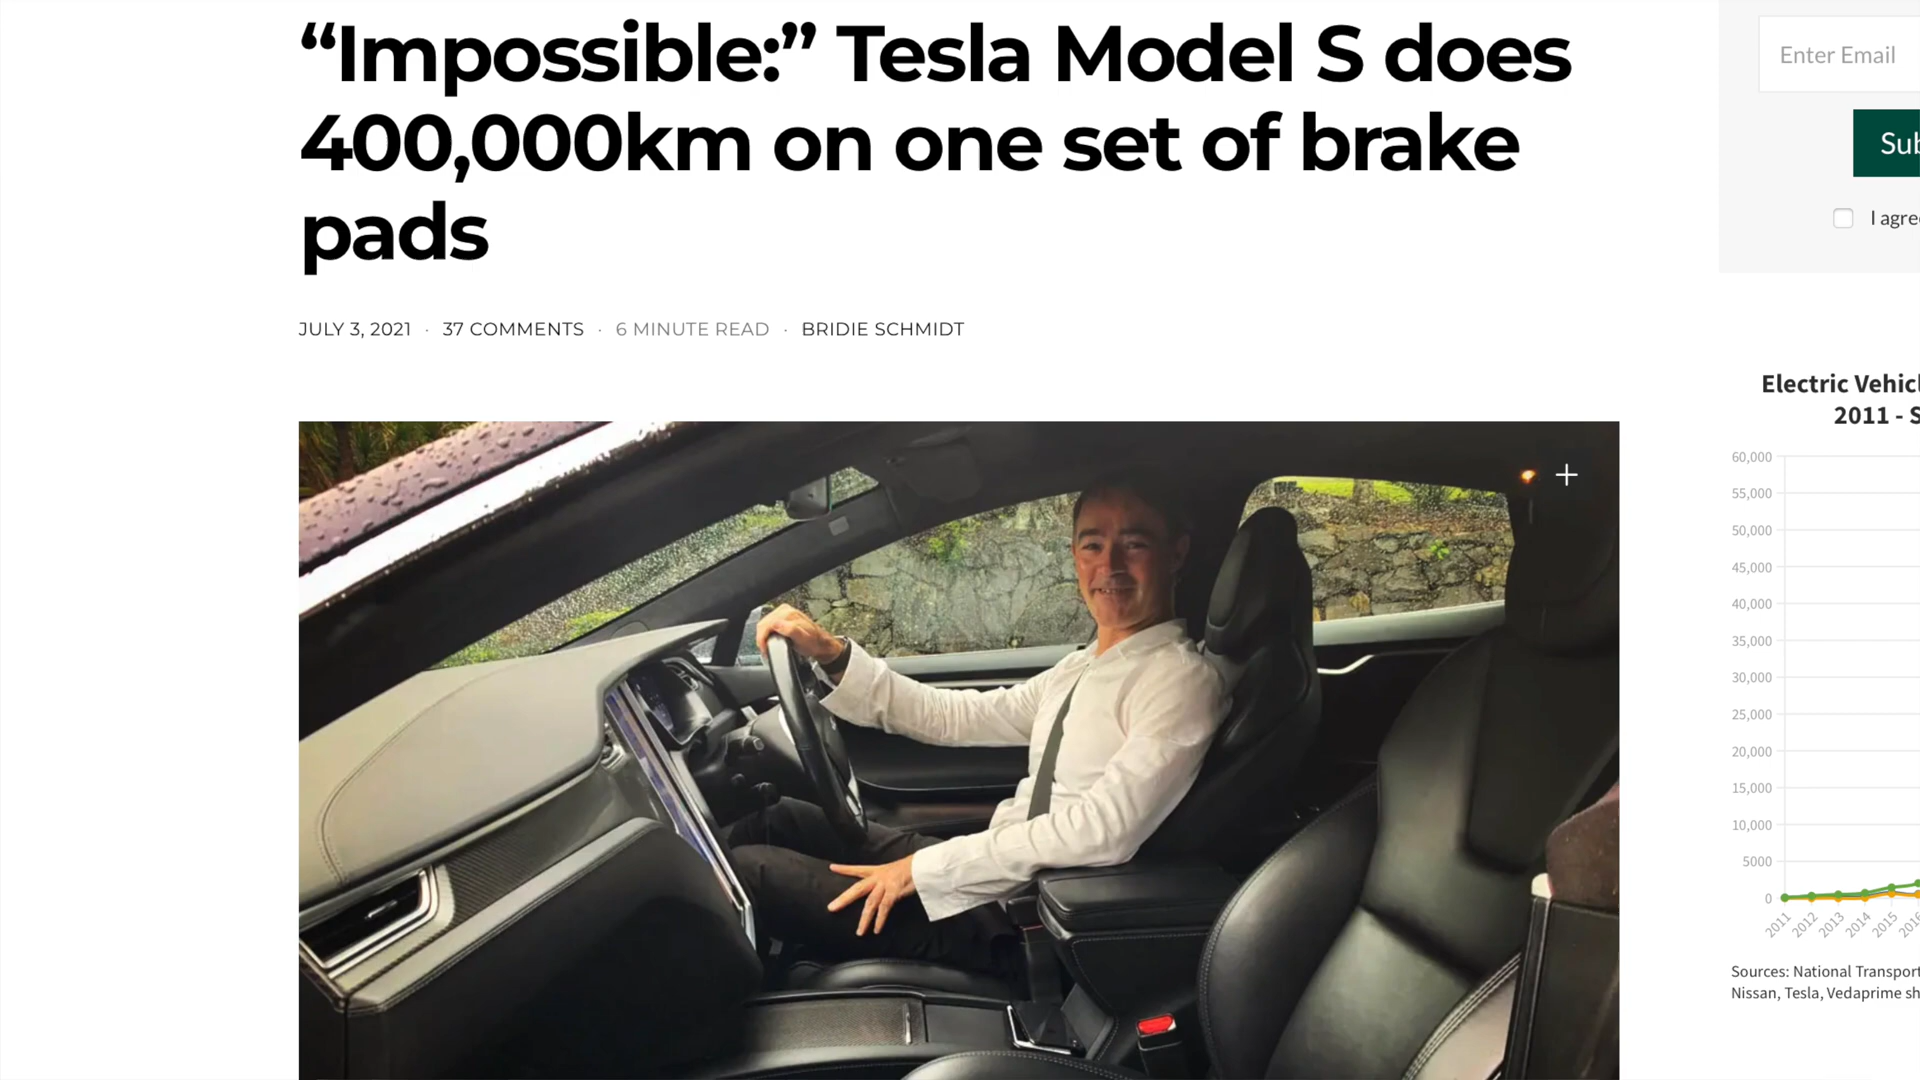 “Impossible:” Tesla Model S does
400,000km on one set of brake
pads
JULY 3, 2021 · 37 COMMENTS · 6 MINUTE READ · BRIDIE SCHMIDT
Enter Email
Sub
I agre
Electric Vehicl
2011 - S
60,000
55,000
50,000
45,000
40,000
35,000
30,000
25,000
20,000
15,000
10,000
5000
0
2011 2012 2013 2014 2015 2016
Sources: National Transport
Nissan, Tesla, Vedaprime sh